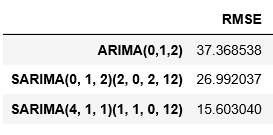 RMSE
ARIMA(0,1,2) 37.368538
SARIMA(0, 1, 2)(2, 0, 2, 12) 26.992037
SARIMA(4, 1, 1)(1, 1, 0, 12) 15.603040